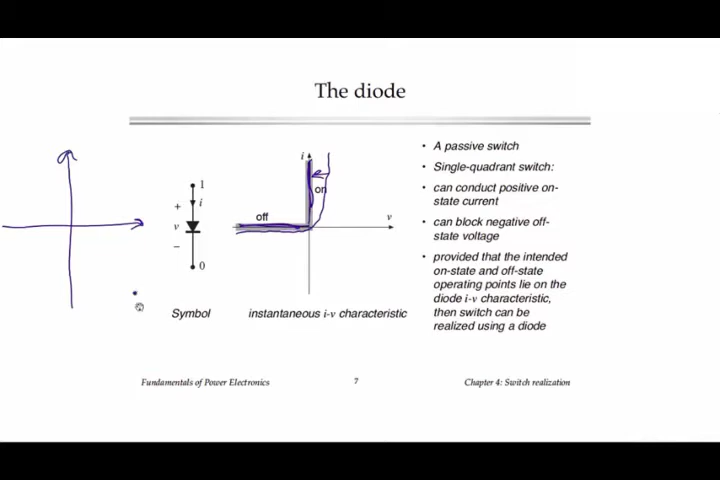 The diode
1
+
i
v
–
0
Symbol
i
on
off
v
instantaneous i-v characteristic
• A passive switch
• Single-quadrant switch:
• can conduct positive on-
state current
• can block negative off-
state voltage
• provided that the intended
on-state and off-state
operating points lie on the
diode i-v characteristic,
then switch can be
realized using a diode
Fundamentals of Power Electronics
7
Chapter 4: Switch realization